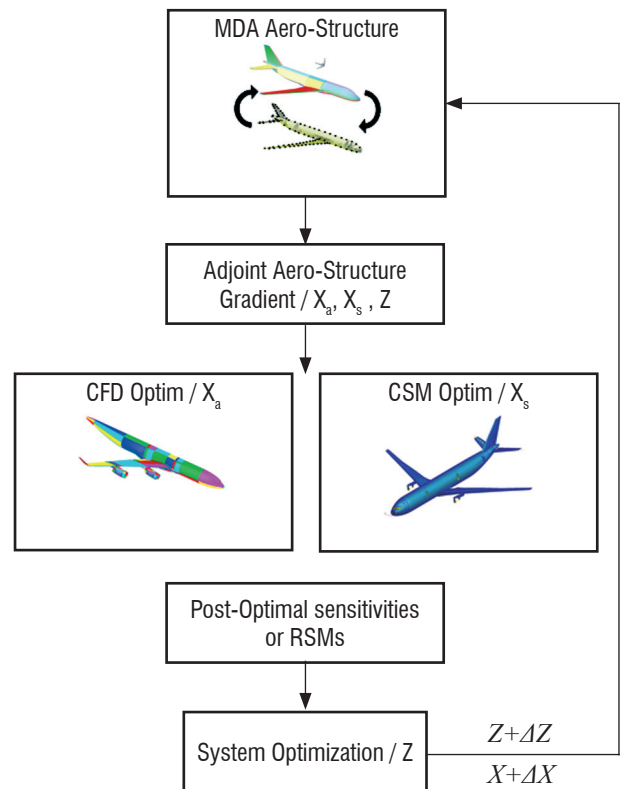 MDA Aero-Structure
Adjoint Aero-Structure
Gradient / Xₐ, Xₛ , Z
CFD Optim / Xₐ
CSM Optim / Xₛ
Post-Optimal sensitivities
or RSMs
System Optimization / Z
Z+ΔZ
X+ΔX